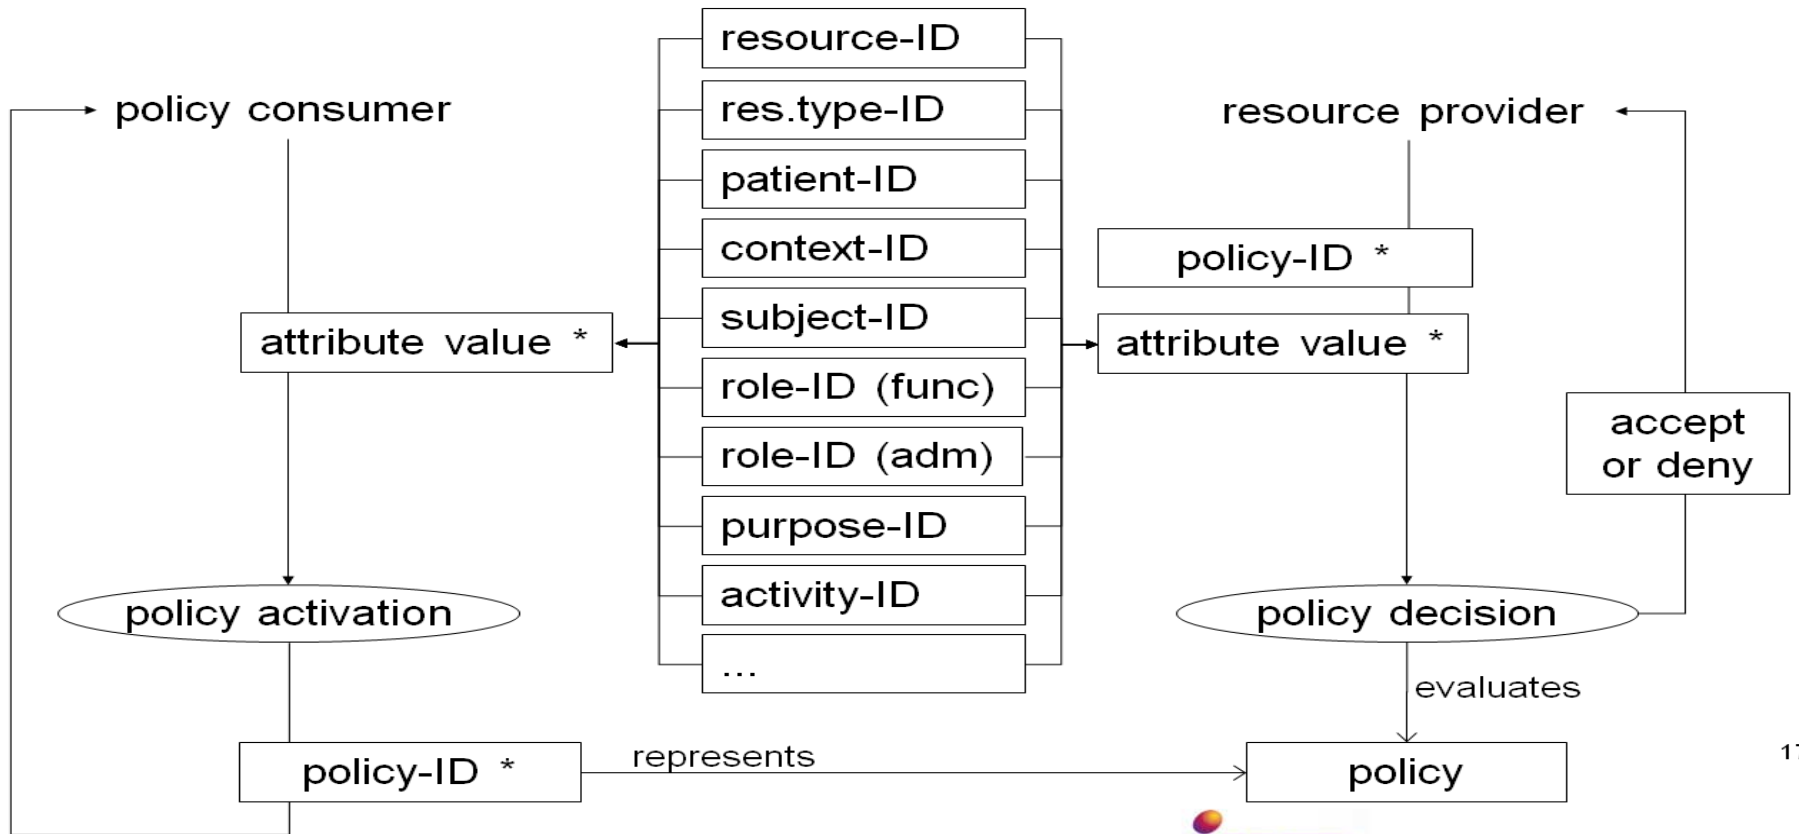 resource-ID
policy consumer
res.type-ID
resource provider
patient-ID
context-ID
policy-ID *
subject-ID
attribute value *
attribute value *
role-ID (func)
accept
or deny
role-ID (adm)
purpose-ID
activity-ID
policy activation
policy decision
...
evaluates
policy-ID *
represents
policy
17